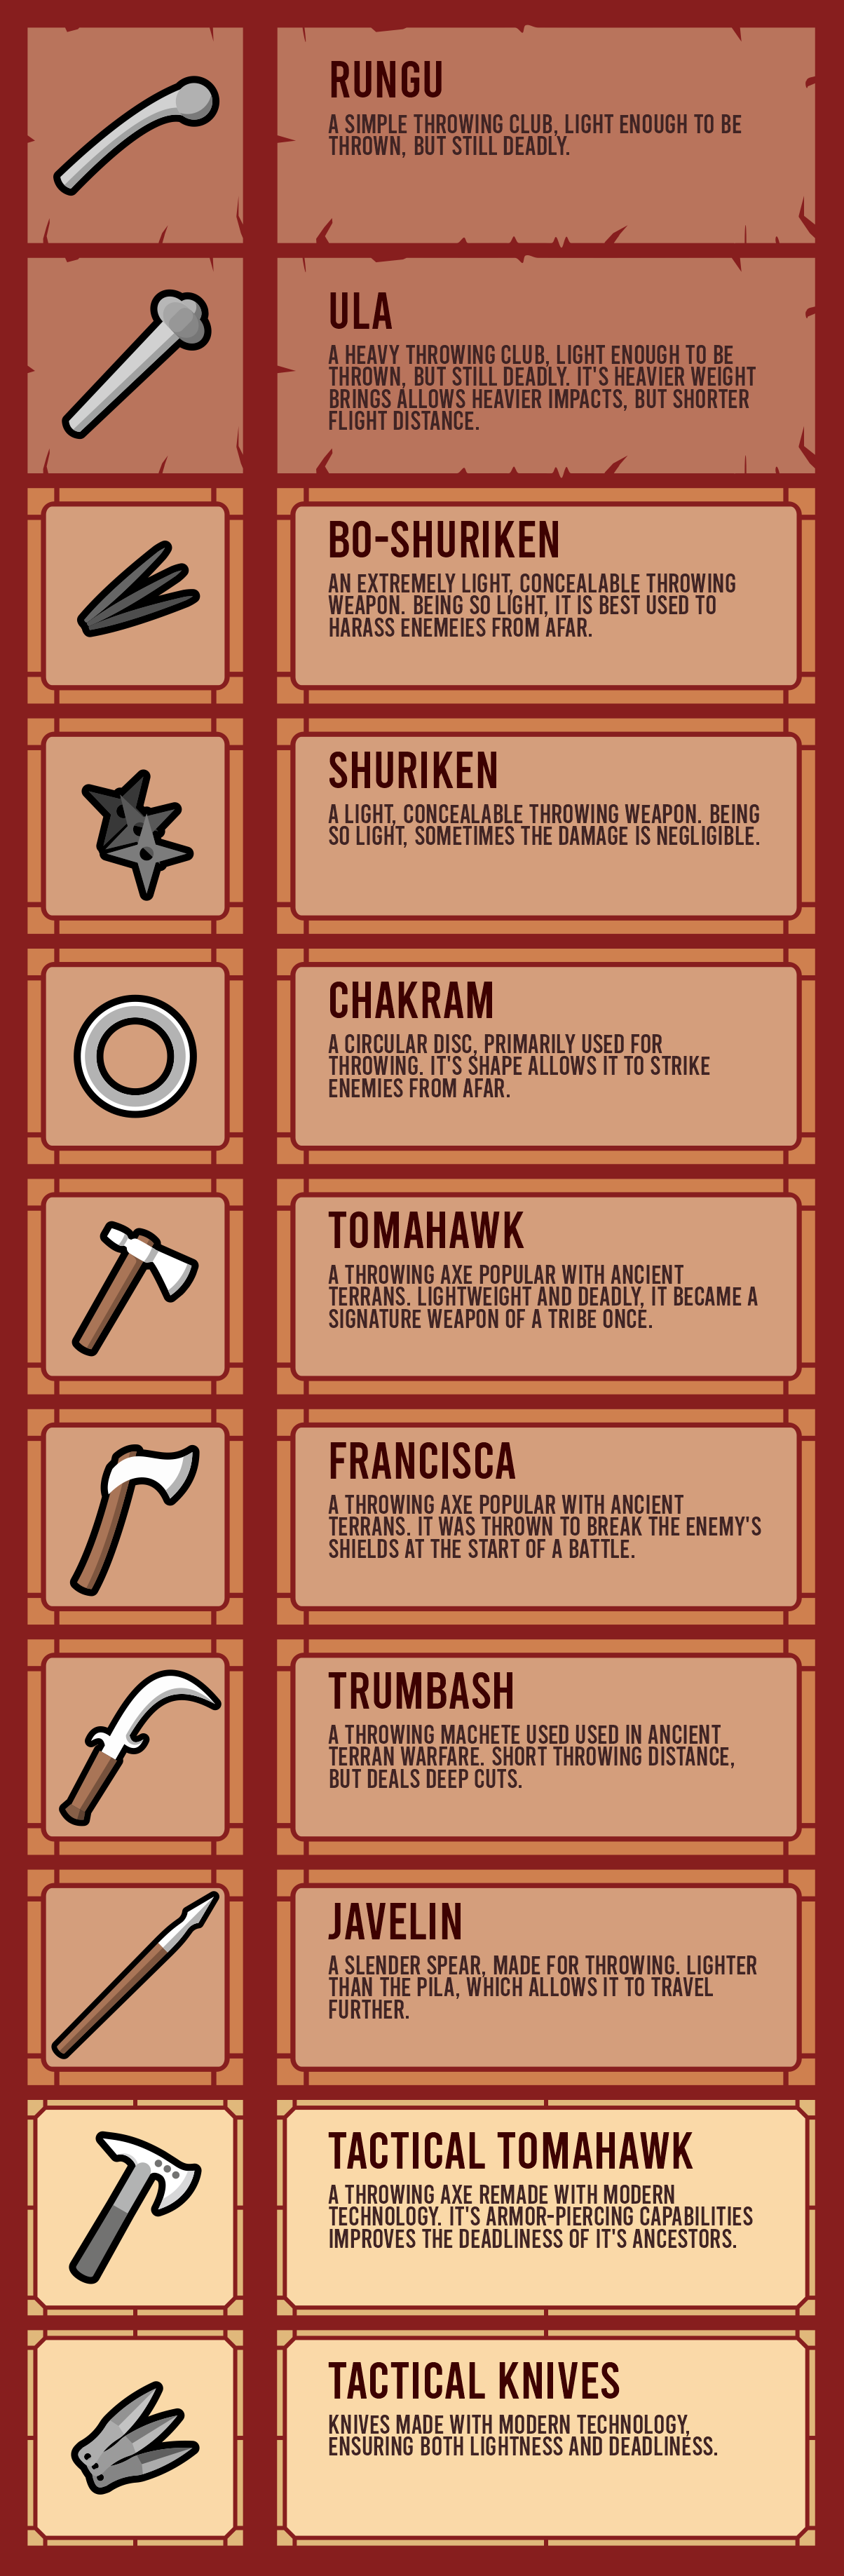 RUNGU
A SIMPLE THROWING CLUB, LIGHT ENOUGH TO BE
THROWN, BUT STILL DEADLY.
ULA
A HEAVY THROWING CLUB, LIGHT ENOUGH TO BE
THROWN, BUT STILL DEADLY. IT'S HEAVIER WEIGHT
BRINGS ALLOWS HEAVIER IMPACTS, BUT SHORTER
FLIGHT DISTANCE.
BO-SHURIKEN
AN EXTREMELY LIGHT, CONCEALABLE THROWING
WEAPON. BEING SO LIGHT, IT IS BEST USED TO
HARASS ENEMEIES FROM AFAR.
SHURIKEN
A LIGHT, CONCEALABLE THROWING WEAPON. BEING
SO LIGHT, SOMETIMES THE DAMAGE IS NEGLIGIBLE.
CHAKRAM
A CIRCULAR DISC, PRIMARILY USED FOR
THROWING. IT'S SHAPE ALLOWS IT TO STRIKE
ENEMIES FROM AFAR.
TOMAHAWK
A THROWING AXE POPULAR WITH ANCIENT
TERRANS. LIGHTWEIGHT AND DEADLY, IT BECAME A
SIGNATURE WEAPON OF A TRIBE ONCE.
FRANCISCA
A THROWING AXE POPULAR WITH ANCIENT
TERRANS. IT WAS THROWN TO BREAK THE ENEMY'S
SHIELDS AT THE START OF A BATTLE.
TRUMBASH
A THROWING MACHETE USED USED IN ANCIENT
TERRAN WARFARE. SHORT THROWING DISTANCE,
BUT DEALS DEEP CUTS.
JAVELIN
A SLENDER SPEAR, MADE FOR THROWING. LIGHTER
THAN THE PILA, WHICH ALLOWS IT TO TRAVEL
FURTHER.
TACTICAL TOMAHAWK
A THROWING AXE REMADE WITH MODERN
TECHNOLOGY. IT'S ARMOR-PIERCING CAPABILITIES
IMPROVES THE DEADLINESS OF IT'S ANCESTORS.
TACTICAL KNIVES
KNIVES MADE WITH MODERN TECHNOLOGY,
ENSURING BOTH LIGHTNESS AND DEADLINESS.